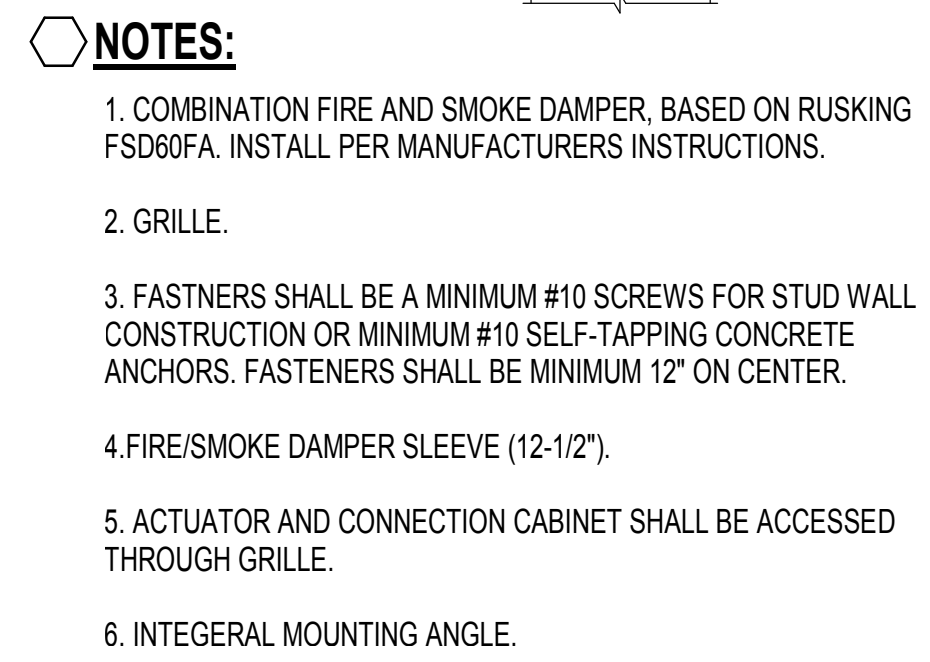 NOTES:
1. COMBINATION FIRE AND SMOKE DAMPER, BASED ON RUSKING
FSD60FA. INSTALL PER MANUFACTURERS INSTRUCTIONS.
2. GRILLE.
3. FASTNERS SHALL BE A MINIMUM #10 SCREWS FOR STUD WALL
CONSTRUCTION OR MINIMUM #10 SELF-TAPPING CONCRETE
ANCHORS. FASTENERS SHALL BE MINIMUM 12" ON CENTER.
4.FIRE/SMOKE DAMPER SLEEVE (12-1/2").
5. ACTUATOR AND CONNECTION CABINET SHALL BE ACCESSED
THROUGH GRILLE.
6. INTEGERAL MOUNTING ANGLE.